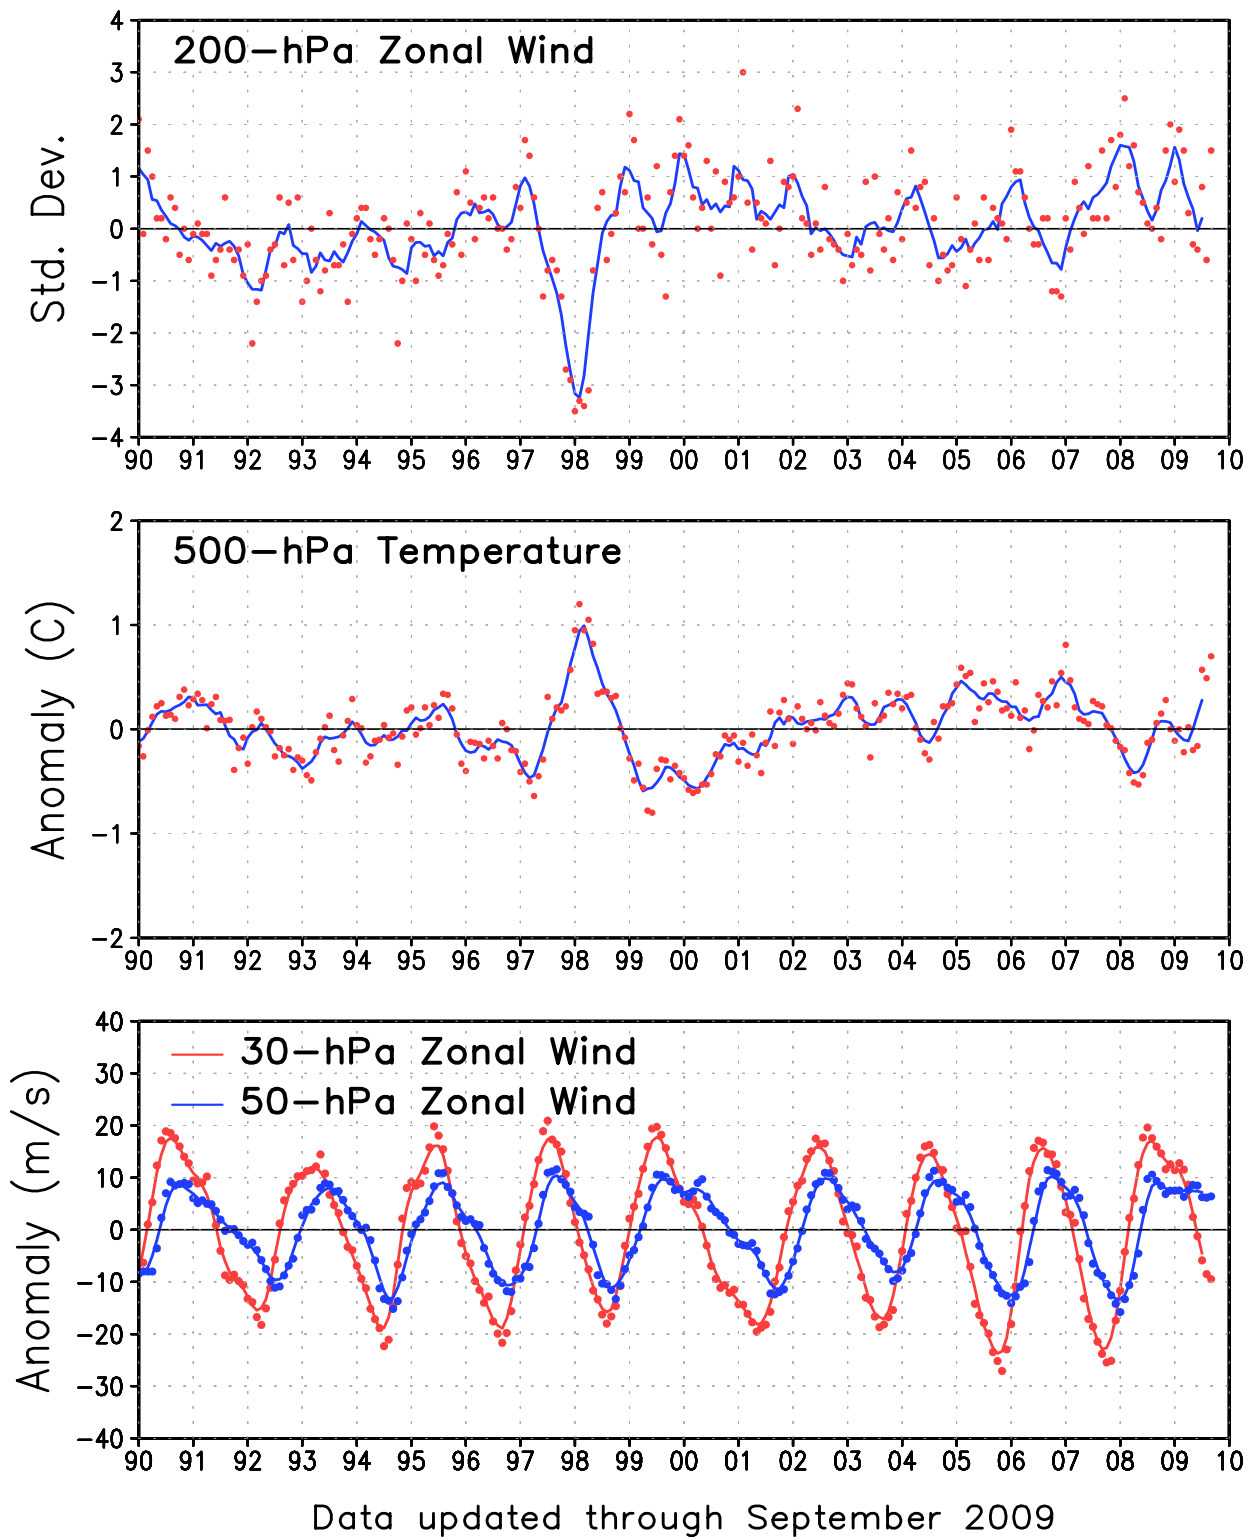 200-hPa Zonal Wind
Std. Dev.
4
3
2
1
0
-1
-2
-3
-4
90 91 92 93 94 95 96 97 98 99 00 01 02 03 04 05 06 07 08 09 10
500-hPa Temperature
Anomaly (C)
2
1
0
-1
-2
90 91 92 93 94 95 96 97 98 99 00 01 02 03 04 05 06 07 08 09 10
30-hPa Zonal Wind
50-hPa Zonal Wind
Anomaly (m/s)
40
30
20
10
0
-10
-20
-30
-40
90 91 92 93 94 95 96 97 98 99 00 01 02 03 04 05 06 07 08 09 10
Data updated through September 2009